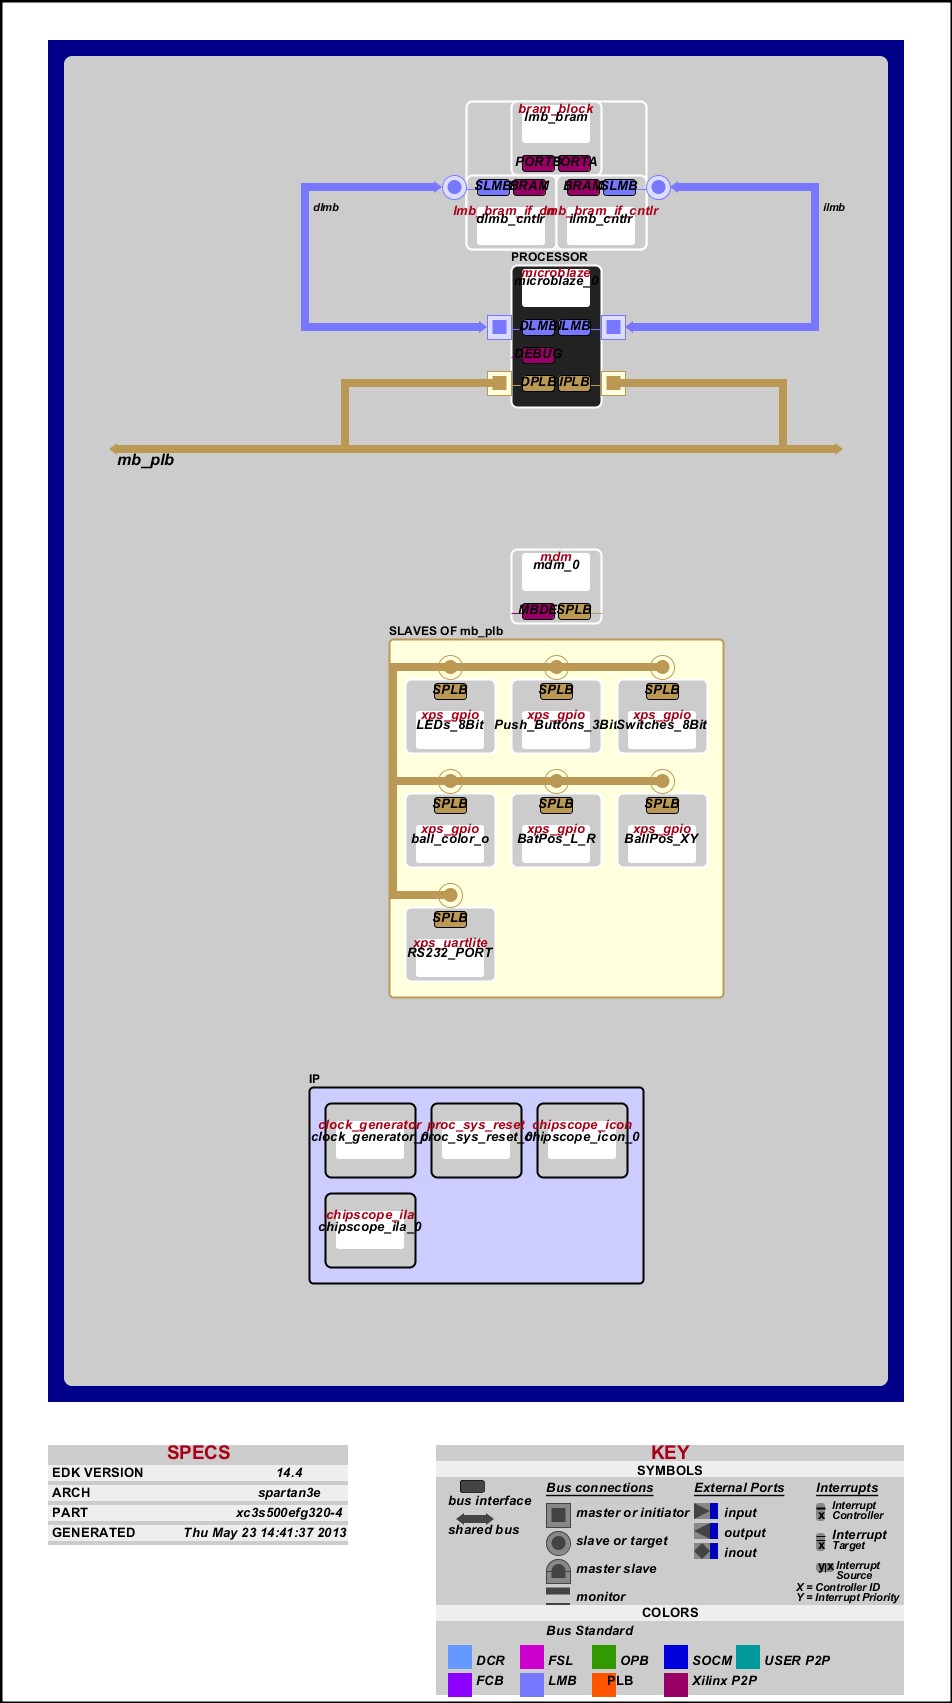 bram_block
lmb_bram
PORTB PORTA
SLMB BRAM BRAM SLMB
dlmb
ilmb
lmb_bram_if_cntlr
dlmb_cntlr ilmb_cntlr
PROCESSOR
microblaze
microblaze_0
DLMB ILMB
DEBUG
DPLB IPLB
mb_plb
mdm
mdm_0
SPLB
SLAVES OF mb_plb
SPLB SPLB SPLB
xps_gpio xps_gpio xps_gpio
LEDs_8Bit Push_Buttons_3Bit Switches_8Bit
SPLB SPLB SPLB
xps_gpio xps_gpio xps_gpio
ball_color_o BatPos_L_R BallPos_XY
SPLB
xps_uartlite
RS232_PORT
IP
clock_generator proc_sys_reset chipscope_icon
clock_generator_0 proc_sys_reset_0 chipscope_icon_0
chipscope_ila
chipscope_ila_0
SPECS
EDK VERSION 14.4
ARCH spartan3e
PART xc3s500efg320-4
GENERATED Thu May 23 14:41:37 2013
KEY
SYMBOLS
bus interface
shared bus
Bus connections
master or initiator
slave or target
master slave
monitor
External Ports
input
output
inout
Interrupts
Interrupt
Controller
Interrupt
Target
Interrupt
Source
X = Controller ID
Y = Interrupt Priority
COLORS
Bus Standard
DCR FSL OPB SOCM USER P2P
FCB LMB PLB Xilinx P2P